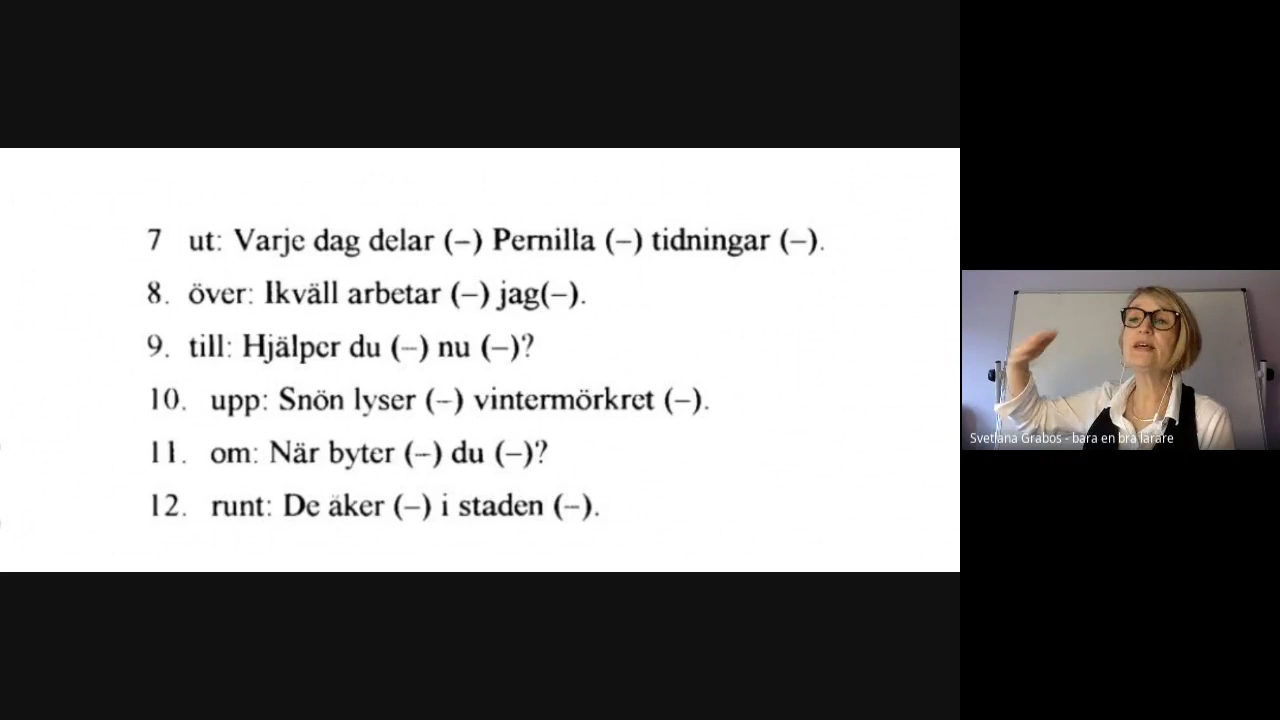 7 ut: Varje dag delar (–) Pernilla (–) tidningar (–).
8. över: Ikväll arbetar (–) jag(–).
9. till: Hjälper du (–) nu (–)?
10. upp: Snön lyser (–) vintermörkret (–).
11. om: När byter (–) du (–)?
12. runt: De åker (–) i staden (–).
Svetlana Grabos - bara en bra lärare